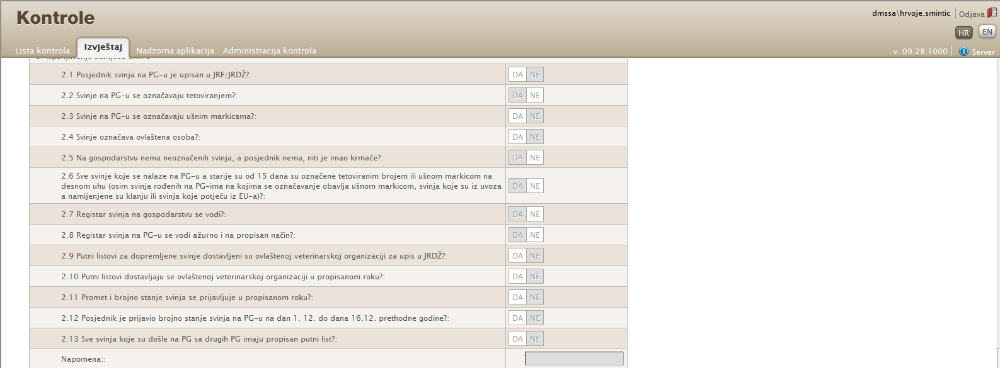 Kontrole
dmssa\hrvoje.smintic
Odjava
HR
EN
Lista kontrola
Izvještaj
Nadzorna aplikacija
Administracija kontrola
v. 09.28.1000
Server
2.1 Posjednik svinja na PG-u je upisan u JRF/JRDŽ?:
DA NE
2.2 Svinje na PG-u se označavaju tetoviranjem?:
DA NE
2.3 Svinje na PG-u se označavaju ušnim markicama?:
DA NE
2.4 Svinje označava ovlaštena osoba?:
DA NE
2.5 Na gospodarstvu nema neoznačenih svinja, a posjednik nema, niti je imao krmače?:
DA NE
2.6 Sve svinje koje se nalaze na PG-u a starije su od 15 dana su označene tetoviranim brojem ili ušnom markicom na
desnom uhu (osim svinja rođenih na PG-ima na kojima se označavanje obavlja ušnom markicom, svinja koje su iz uvoza
a namijenjene su klanju ili svinja koje potječu iz EU-a)?:
DA NE
2.7 Registar svinja na gospodarstvu se vodi?:
DA NE
2.8 Registar svinja na PG-u se vodi ažurno i na propisan način?:
DA NE
2.9 Putni listovi za dopremljene svinje dostavljeni su ovlaštenoj veterinarskoj organizaciji za upis u JRDŽ?:
DA NE
2.10 Putni listovi dostavljaju se ovlaštenoj veterinarskoj organizaciji u propisanom roku?:
DA NE
2.11 Promet i brojno stanje svinja se prijavljuje u propisanom roku?:
DA NE
2.12 Posjednik je prijavio brojno stanje svinja na PG-u na dan 1. 12. do dana 16.12. prethodne godine?:
DA NE
2.13 Sve svinja koje su došle na PG sa drugih PG imaju propisan putni list?:
DA NE
Napomena::